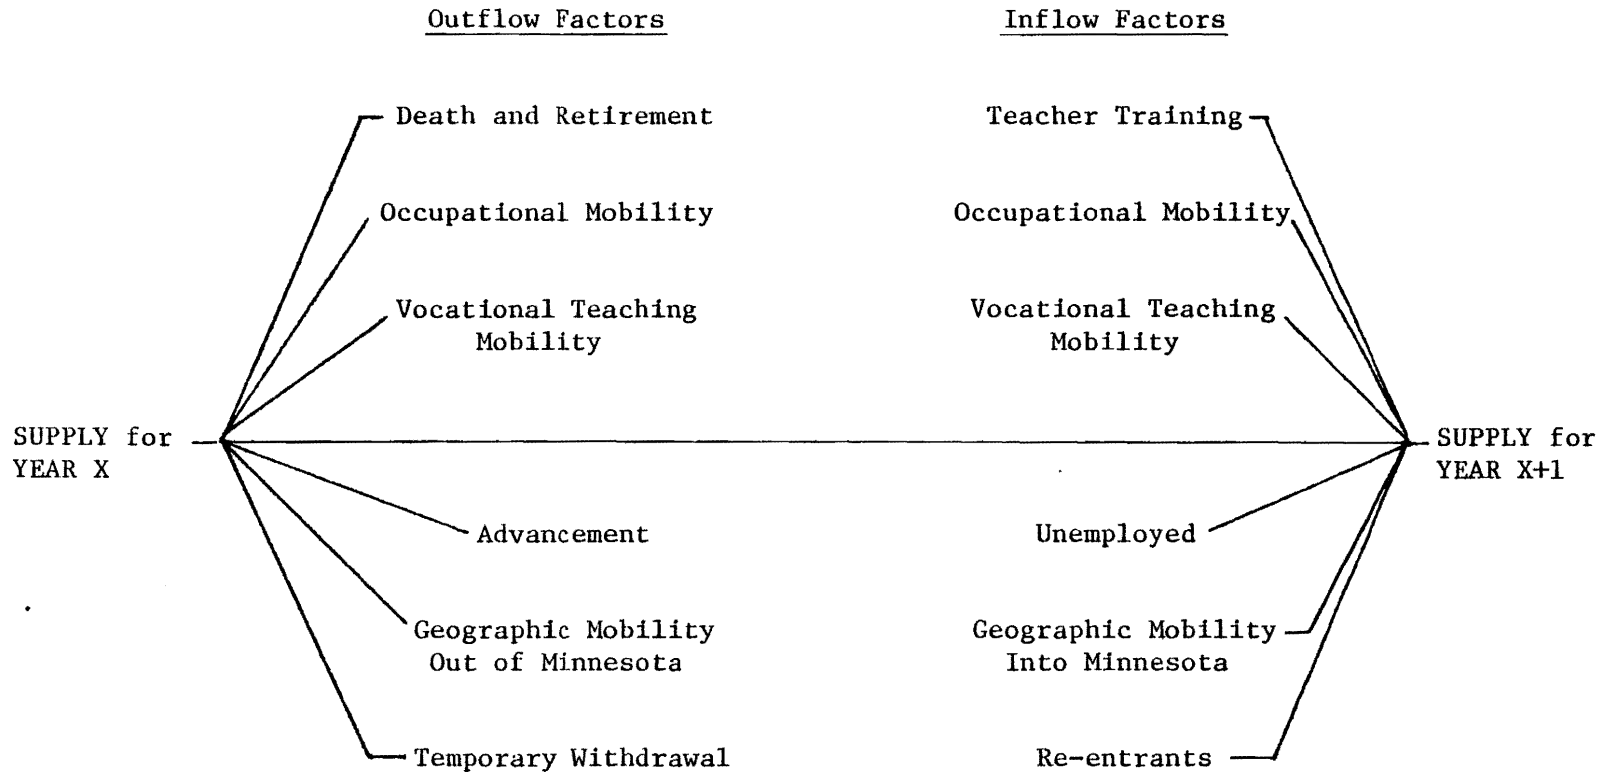 Outflow Factors
Inflow Factors
Death and Retirement
Teacher Training
Occupational Mobility
Occupational Mobility
Vocational Teaching
Mobility
Vocational Teaching
Mobility
SUPPLY for
YEAR X
SUPPLY for
YEAR X+1
Advancement
Unemployed
Geographic Mobility
Out of Minnesota
Geographic Mobility
Into Minnesota
Temporary Withdrawal
Re-entrants